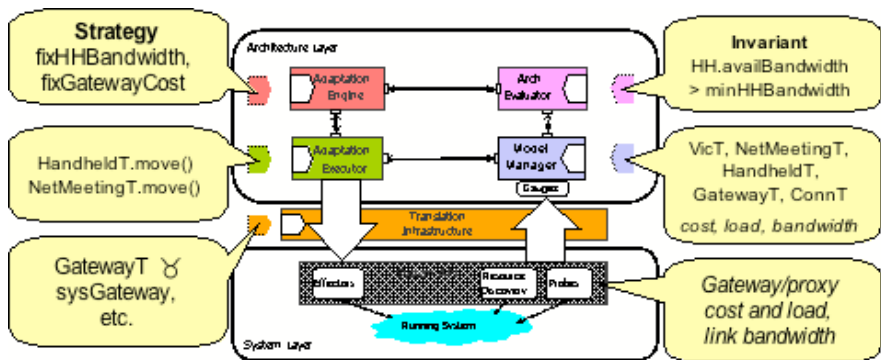 Strategy
fixHHBandwidth,
fixGatewayCost
Architecture Layer
Adaptation
Engine
Arch
Evaluator
Invariant
HH.availBandwidth
> minHHBandwidth
HandheldT.move()
NetMeetingT.move()
Adaptation
Executor
Model
Manager
Gauges
VicT, NetMeetingT,
HandheldT,
GatewayT, ConnT
cost, load, bandwidth
Translation
Infrastructure
GatewayT ♉
sysGateway,
etc.
Effectors
Resource
Discovery
Probes
Running System
System Layer
Gateway/proxy
cost and load,
link bandwidth